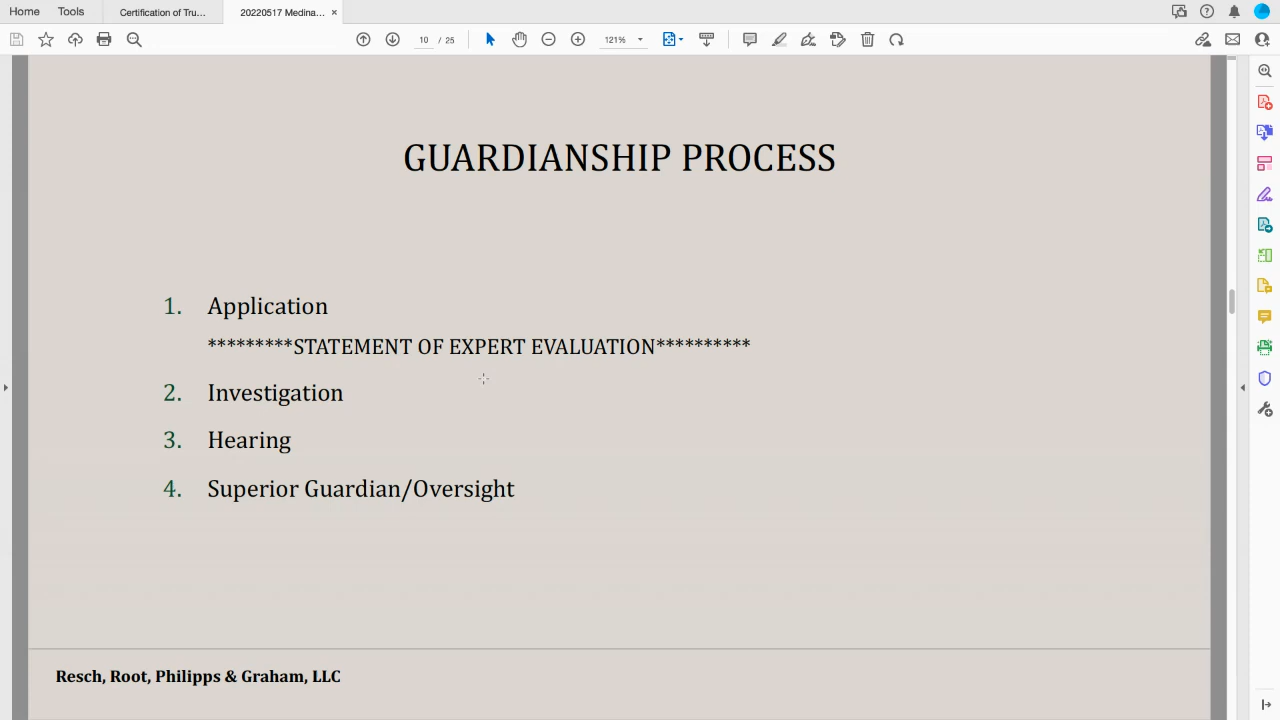 Home Tools Certification of Tru... 20220517 Medina... ×
10 / 25 121%
GUARDIANSHIP PROCESS
1. Application
*********STATEMENT OF EXPERT EVALUATION**********
2. Investigation
3. Hearing
4. Superior Guardian/Oversight
Resch, Root, Philipps & Graham, LLC